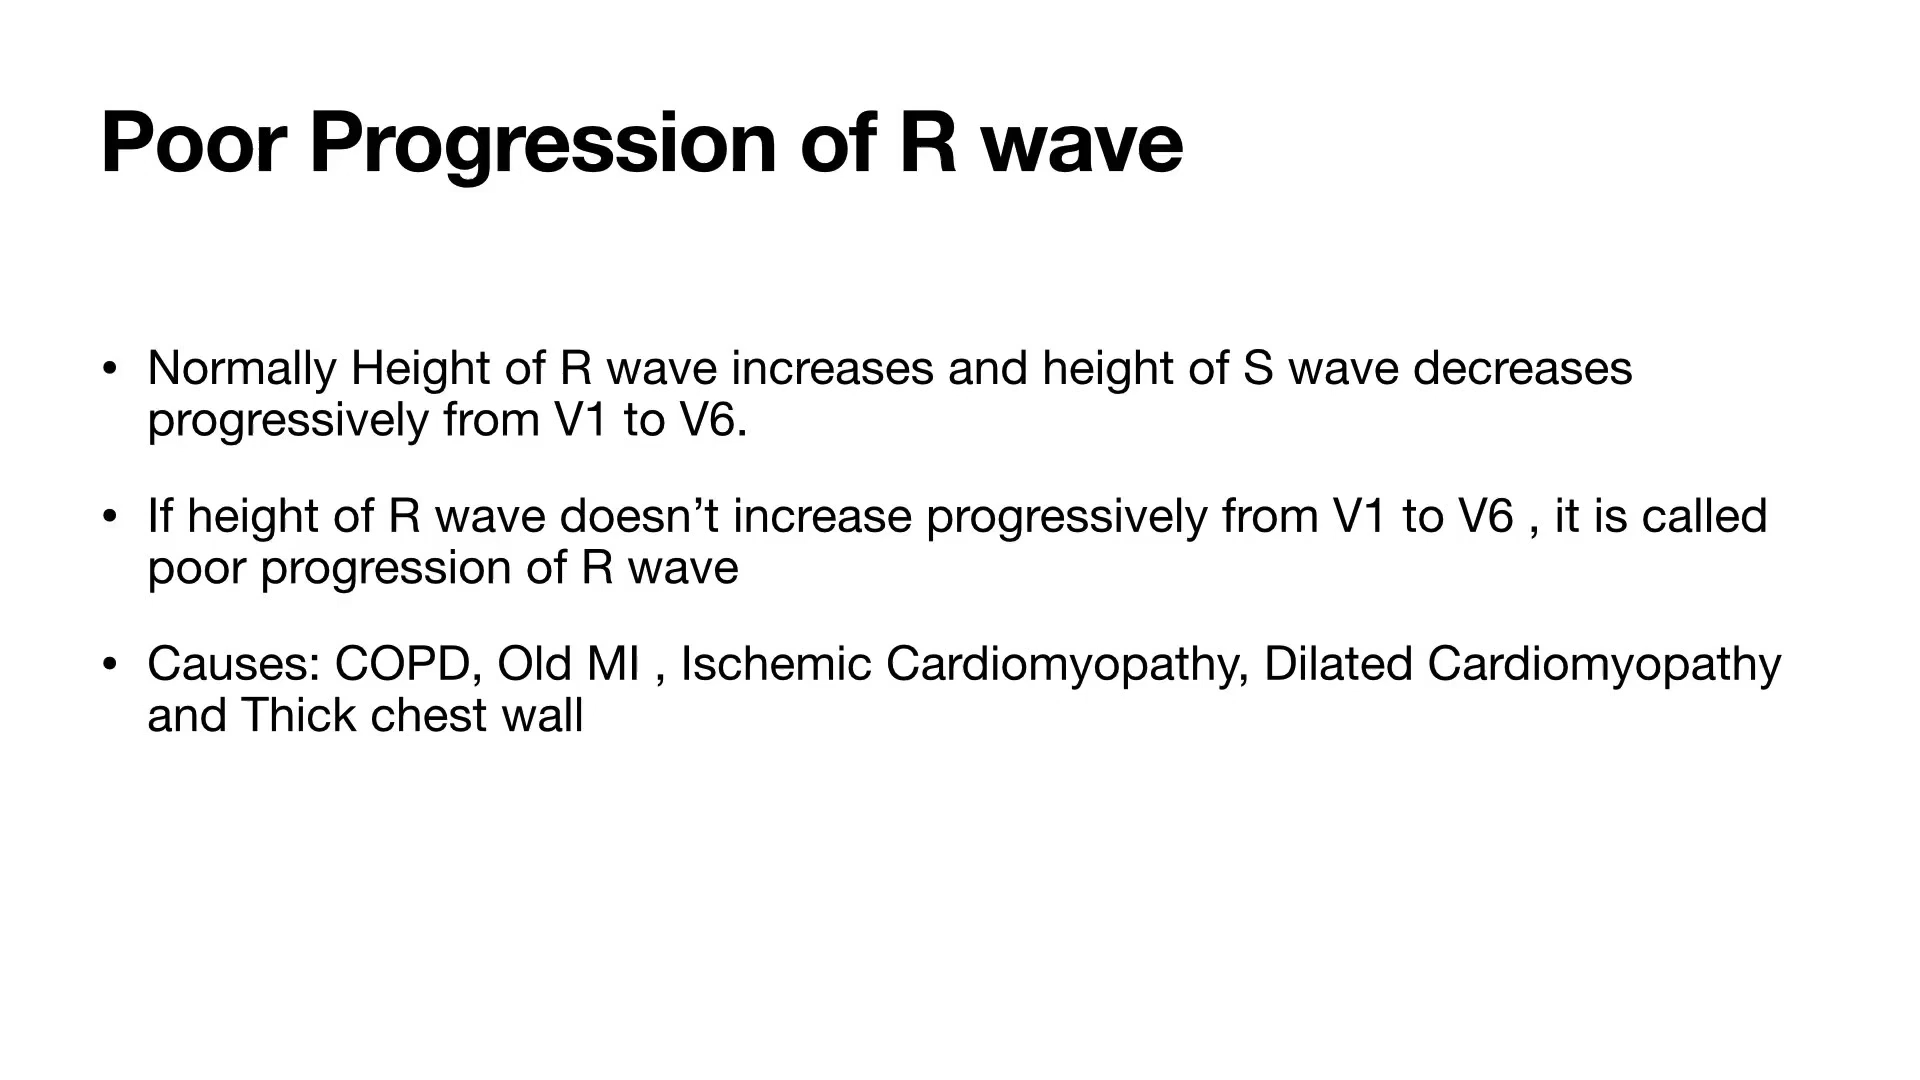 Poor Progression of R wave
• Normally Height of R wave increases and height of S wave decreases
progressively from V1 to V6.
• If height of R wave doesn’t increase progressively from V1 to V6 , it is called
poor progression of R wave
• Causes: COPD, Old MI , Ischemic Cardiomyopathy, Dilated Cardiomyopathy
and Thick chest wall